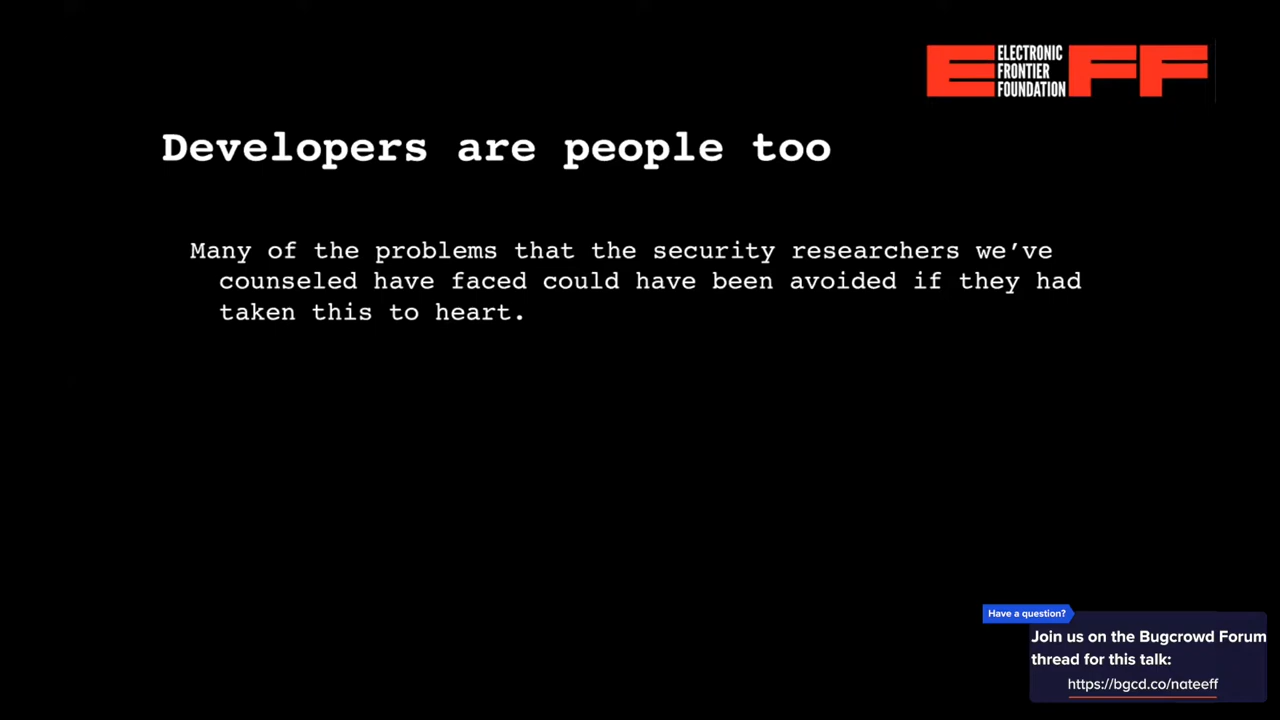 EFF
ELECTRONIC
FRONTIER
FOUNDATION
Developers are people too
Many of the problems that the security researchers we’ve
counseled have faced could have been avoided if they had
taken this to heart.
Have a question?
Join us on the Bugcrowd Forum
thread for this talk:
https://bgcd.co/nateeff